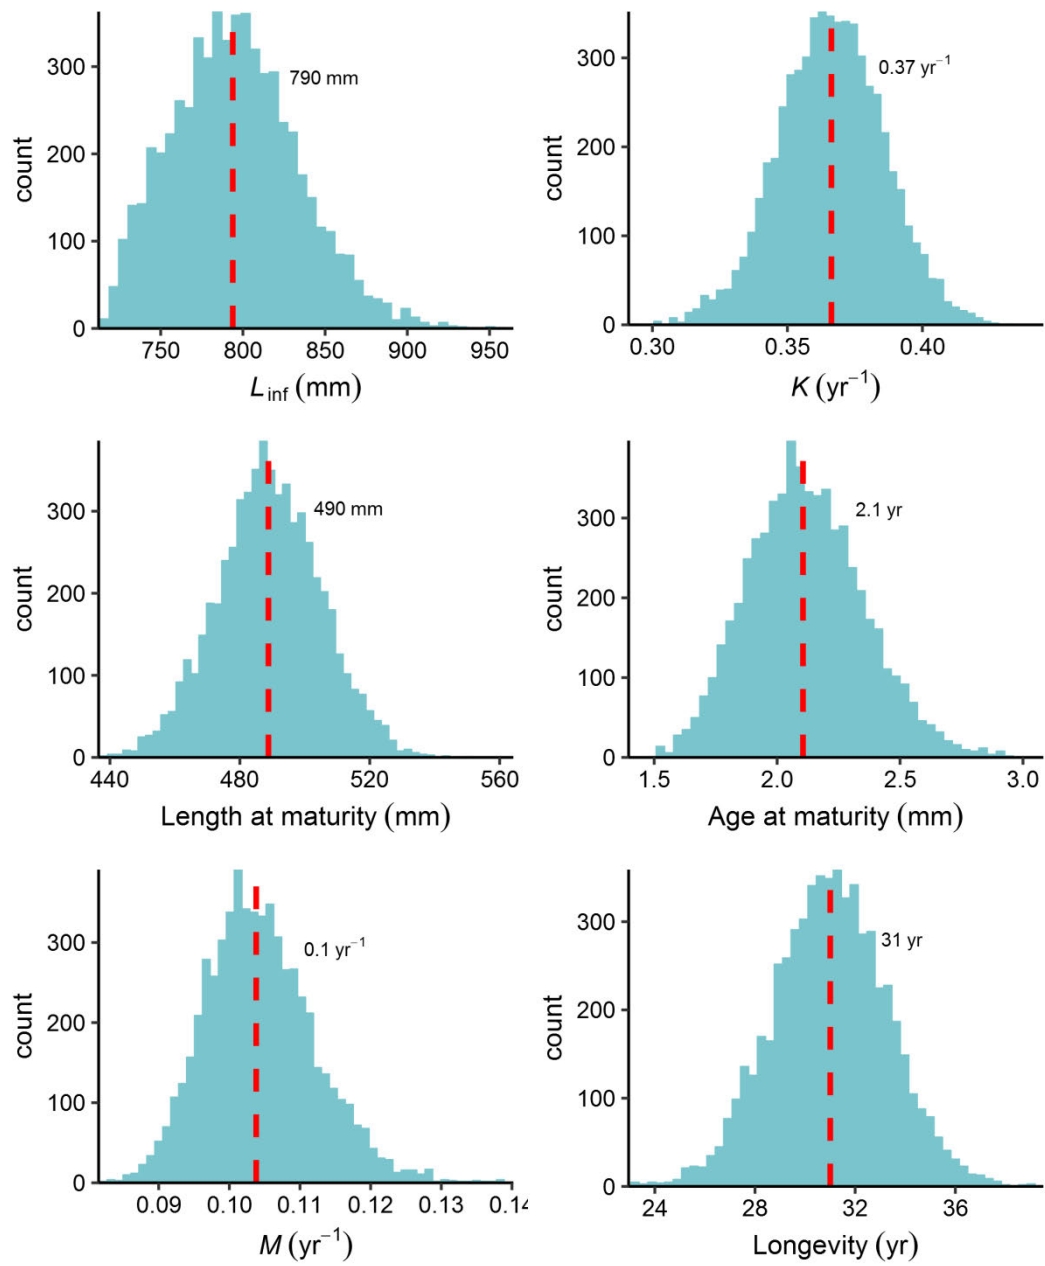 300
200
100
0
count
790 mm
750 800 850 900 950
Linf (mm)
300
200
100
0
count
0.37 yr−1
0.30 0.35 0.40
K (yr−1)
300
200
100
0
count
490 mm
440 480 520 560
Length at maturity (mm)
300
200
100
0
count
2.1 yr
1.5 2.0 2.5 3.0
Age at maturity (mm)
300
200
100
0
count
0.1 yr−1
0.09 0.10 0.11 0.12 0.13 0.14
M (yr−1)
300
200
100
0
count
31 yr
24 28 32 36
Longevity (yr)